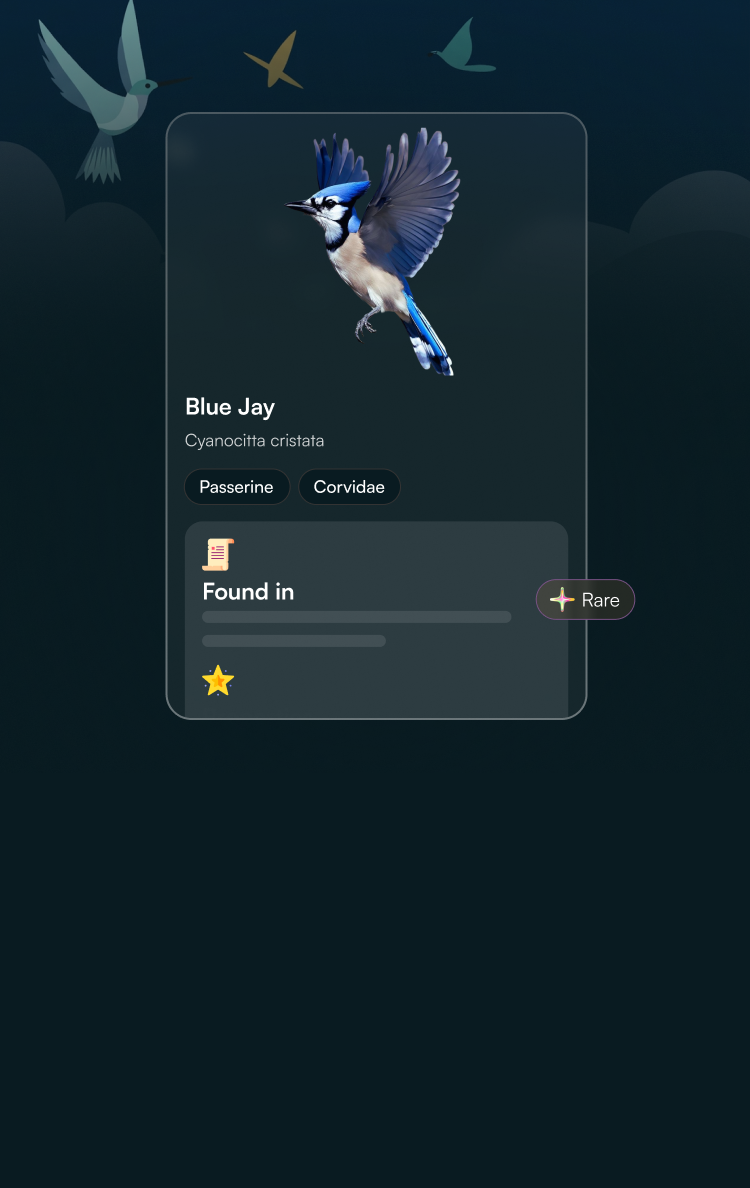 Blue Jay
Cyanocitta cristata
Passerine
Corvidae
Found in
Rare